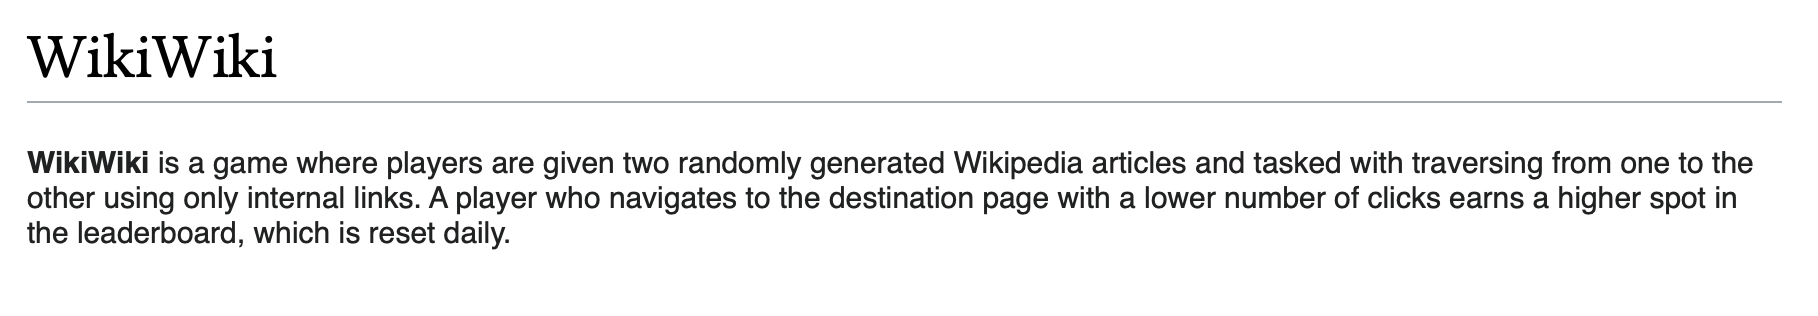 WikiWiki
WikiWiki is a game where players are given two randomly generated Wikipedia articles and tasked with traversing from one to the
other using only internal links. A player who navigates to the destination page with a lower number of clicks earns a higher spot in
the leaderboard, which is reset daily.